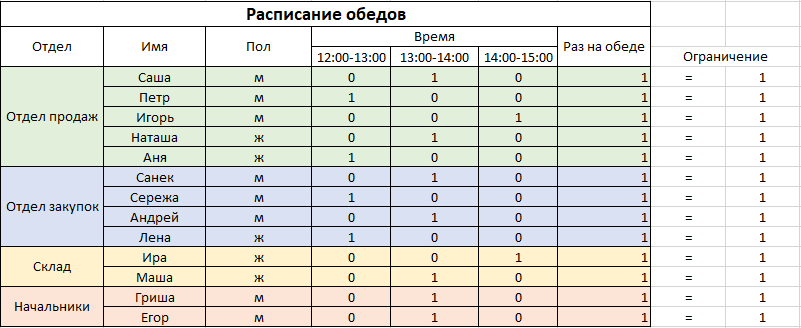 Расписание обедов
Отдел Имя Пол Время Раз на обеде Ограничение
12:00-13:00 13:00-14:00 14:00-15:00
Отдел продаж Саша м 0 1 0 1 = 1
Петр м 1 0 0 1 = 1
Игорь м 0 0 1 1 = 1
Наташа ж 0 1 0 1 = 1
Аня ж 1 0 0 1 = 1
Отдел закупок Санек м 0 1 0 1 = 1
Сережа м 1 0 0 1 = 1
Андрей м 0 1 0 1 = 1
Лена ж 1 0 0 1 = 1
Склад Ира ж 0 0 1 1 = 1
Маша ж 0 1 0 1 = 1
Начальники Гриша м 0 1 0 1 = 1
Егор м 0 1 0 1 = 1